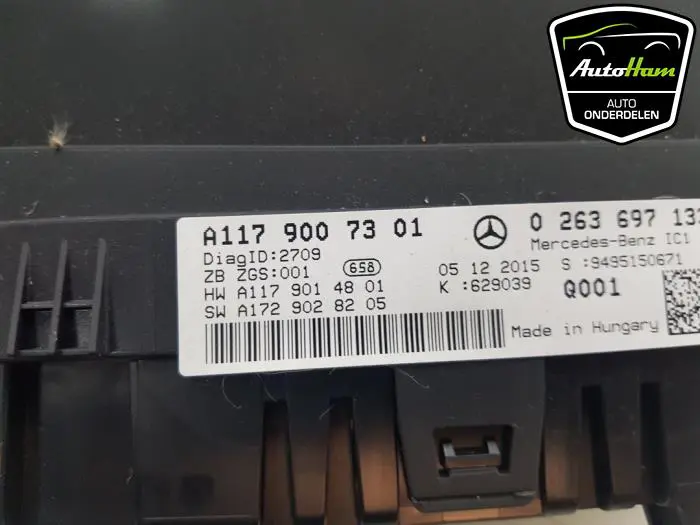 AutoHam
AUTO
ONDERDELEN
A117 900 73 01
0 263 697
DiagID:2709
Mercedes-Benz IC1
ZB ZGS:001
658
05 12 2015
S :9495150671
HW A117 901 48 01
K :629039
Q001
SW A172 902 82 05
Made in Hungary